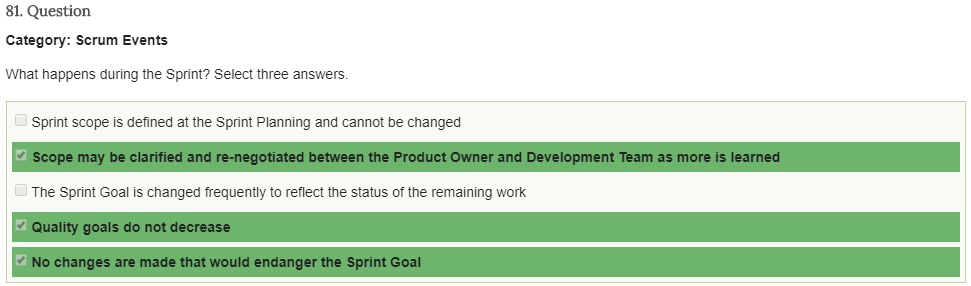 81. Question
Category: Scrum Events
What happens during the Sprint? Select three answers.
Sprint scope is defined at the Sprint Planning and cannot be changed
Scope may be clarified and re-negotiated between the Product Owner and Development Team as more is learned
The Sprint Goal is changed frequently to reflect the status of the remaining work
Quality goals do not decrease
No changes are made that would endanger the Sprint Goal